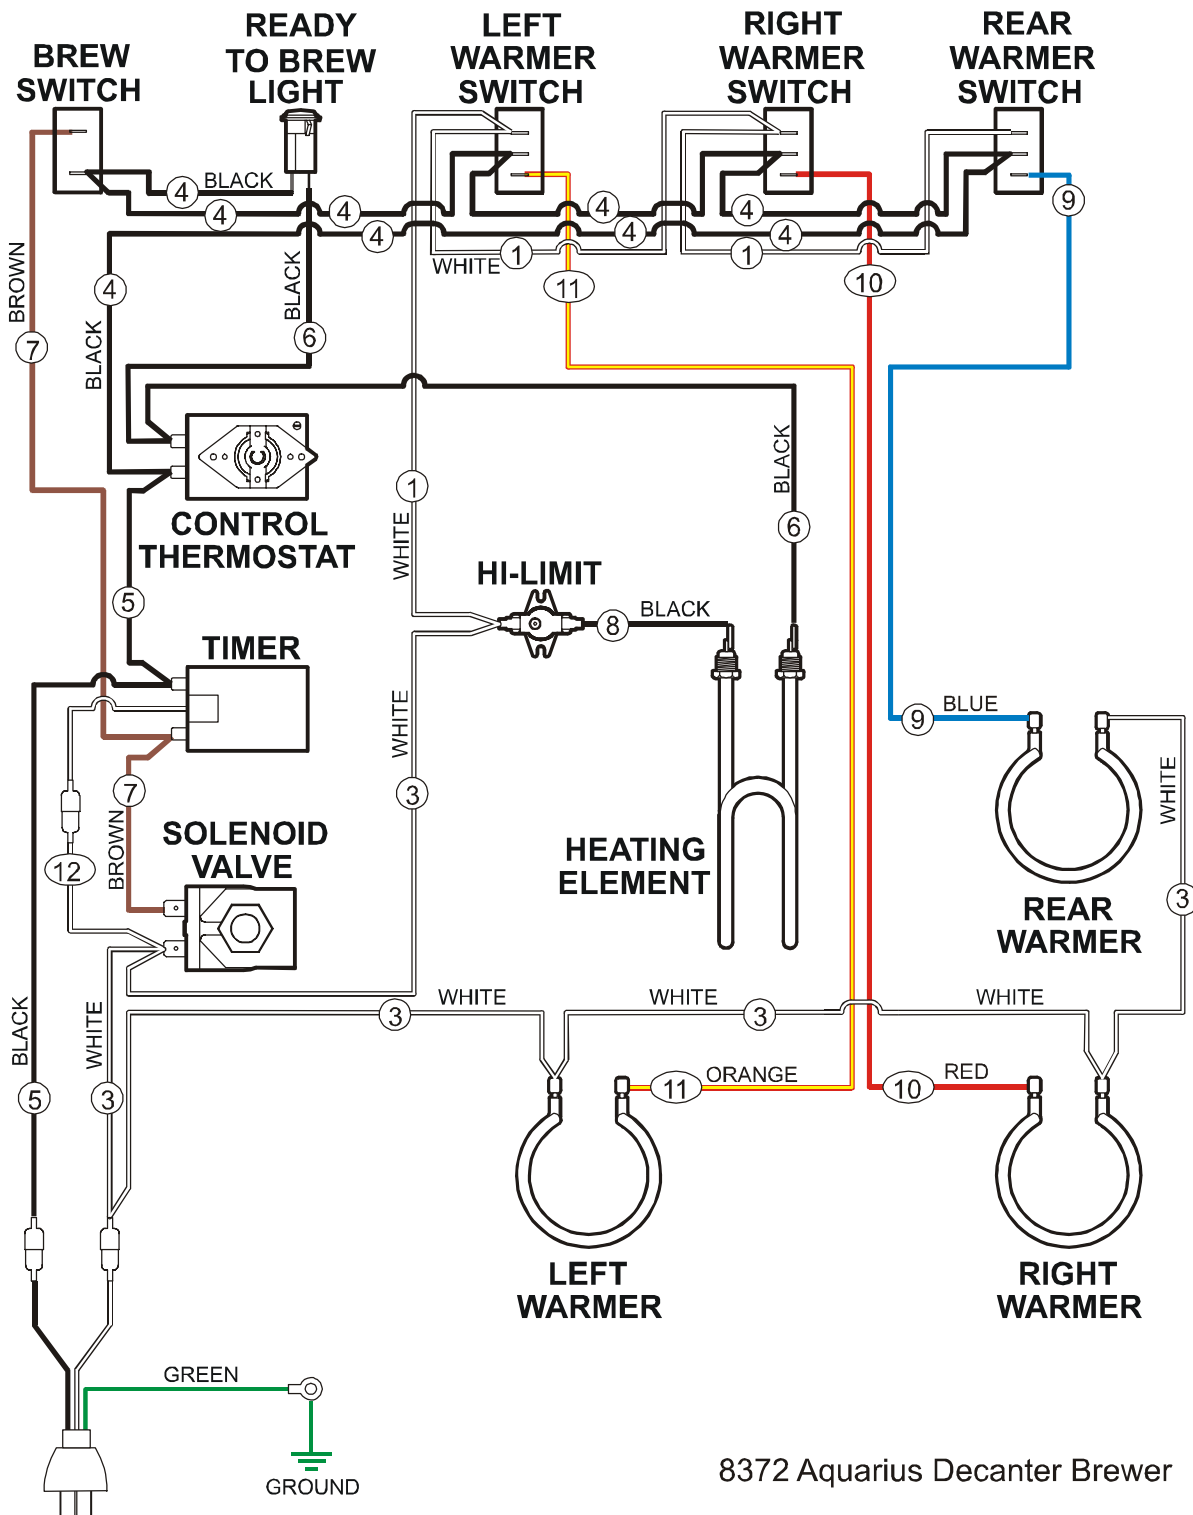 BREW
SWITCH
READY
TO BREW
LIGHT
LEFT
WARMER
SWITCH
RIGHT
WARMER
SWITCH
REAR
WARMER
SWITCH
4
BLACK
4
4
4
4
4
4
4
9
WHITE
1
1
11
10
BROWN
4
BLACK
6
7
BLACK
CONTROL
THERMOSTAT
1
WHITE
BLACK
6
5
HI-LIMIT
8
BLACK
TIMER
WHITE
3
9
BLUE
WHITE
7
BROWN
12
SOLENOID
VALVE
HEATING
ELEMENT
REAR
WARMER
3
BLACK
WHITE
5
3
WHITE
3
WHITE
3
WHITE
11
ORANGE
10
RED
LEFT
WARMER
RIGHT
WARMER
GREEN
GROUND
8372 Aquarius Decanter Brewer